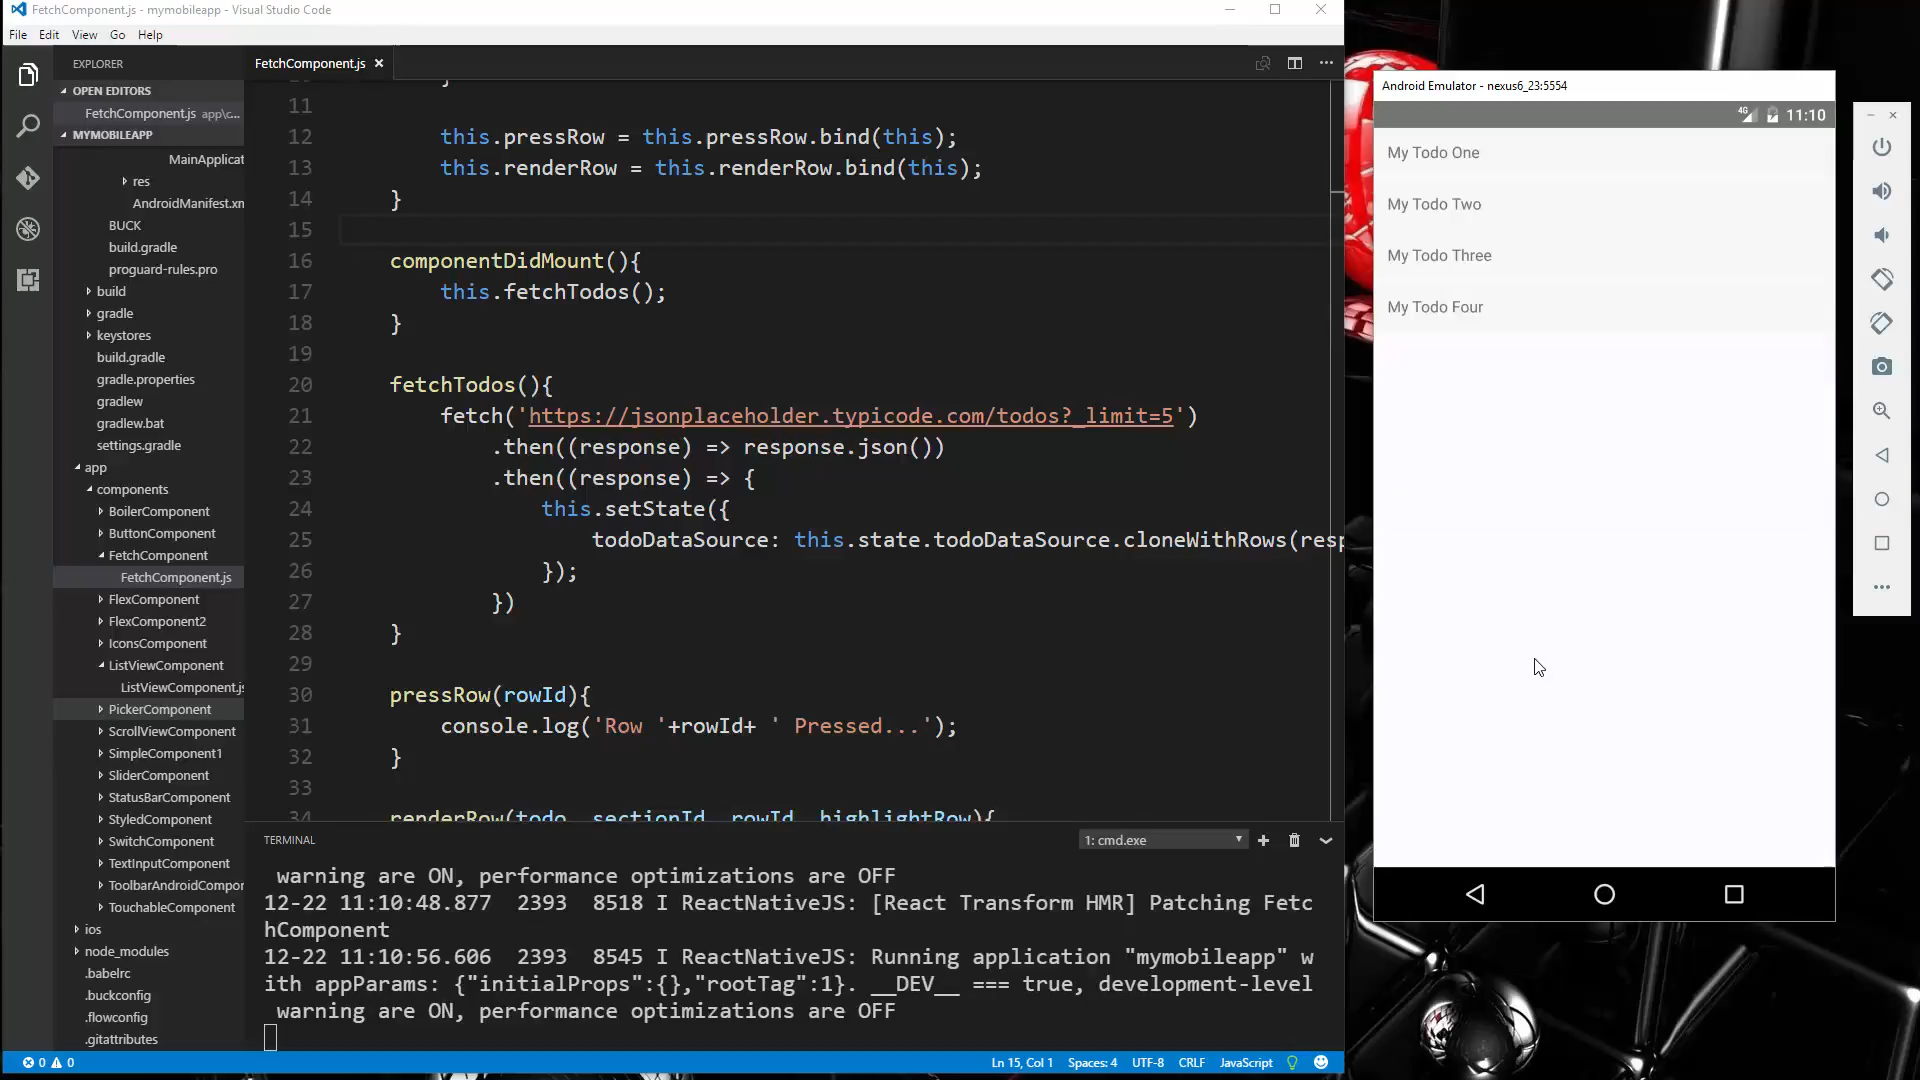 FetchComponent.js - mymobileapp - Visual Studio Code
File Edit View Go Help
EXPLORER
OPEN EDITORS
FetchComponent.js app\c...
MYMOBILEAPP
MainApplicat
res
AndroidManifest.xn
BUCK
build.gradle
proguard-rules.pro
build
gradle
keystores
build.gradle
gradle.properties
gradlew
gradlew.bat
settings.gradle
app
components
BoilerComponent
ButtonComponent
FetchComponent
FetchComponent.js
FlexComponent
FlexComponent2
IconsComponent
ListViewComponent
ListViewComponent.js
PickerComponent
ScrollViewComponent
SimpleComponent1
SliderComponent
StatusBarComponent
StyledComponent
SwitchComponent
TextInputComponent
ToolbarAndroidCompor
TouchableComponent
ios
node_modules
.babelrc
.buckconfig
.flowconfig
.gitattributes
FetchComponent.js
11
12 this.pressRow = this.pressRow.bind(this);
13 this.renderRow = this.renderRow.bind(this);
14 }
15
16 componentDidMount(){
17 this.fetchTodos();
18 }
19
20 fetchTodos(){
21 fetch('https://jsonplaceholder.typicode.com/todos?_limit=5')
22 .then((response) => response.json())
23 .then((response) => {
24 this.setState({
25 todoDataSource: this.state.todoDataSource.cloneWithRows(resp
26 });
27 })
28 }
29
30 pressRow(rowId){
31 console.log('Row '+rowId+ ' Pressed...');
32 }
33
34 renderRow(todo, sectionId, rowId, highlightRow){
TERMINAL
1: cmd.exe
warning are ON, performance optimizations are OFF
12-22 11:10:48.877 2393 8518 I ReactNativeJS: [React Transform HMR] Patching Fetc
hComponent
12-22 11:10:56.606 2393 8545 I ReactNativeJS: Running application "mymobileapp" w
ith appParams: {"initialProps":{},"rootTag":1}. __DEV__ === true, development-level
warning are ON, performance optimizations are OFF
0 0
Ln 15, Col 1 Spaces: 4 UTF-8 CRLF JavaScript
Android Emulator - nexus6_23:5554
4G 11:10
My Todo One
My Todo Two
My Todo Three
My Todo Four